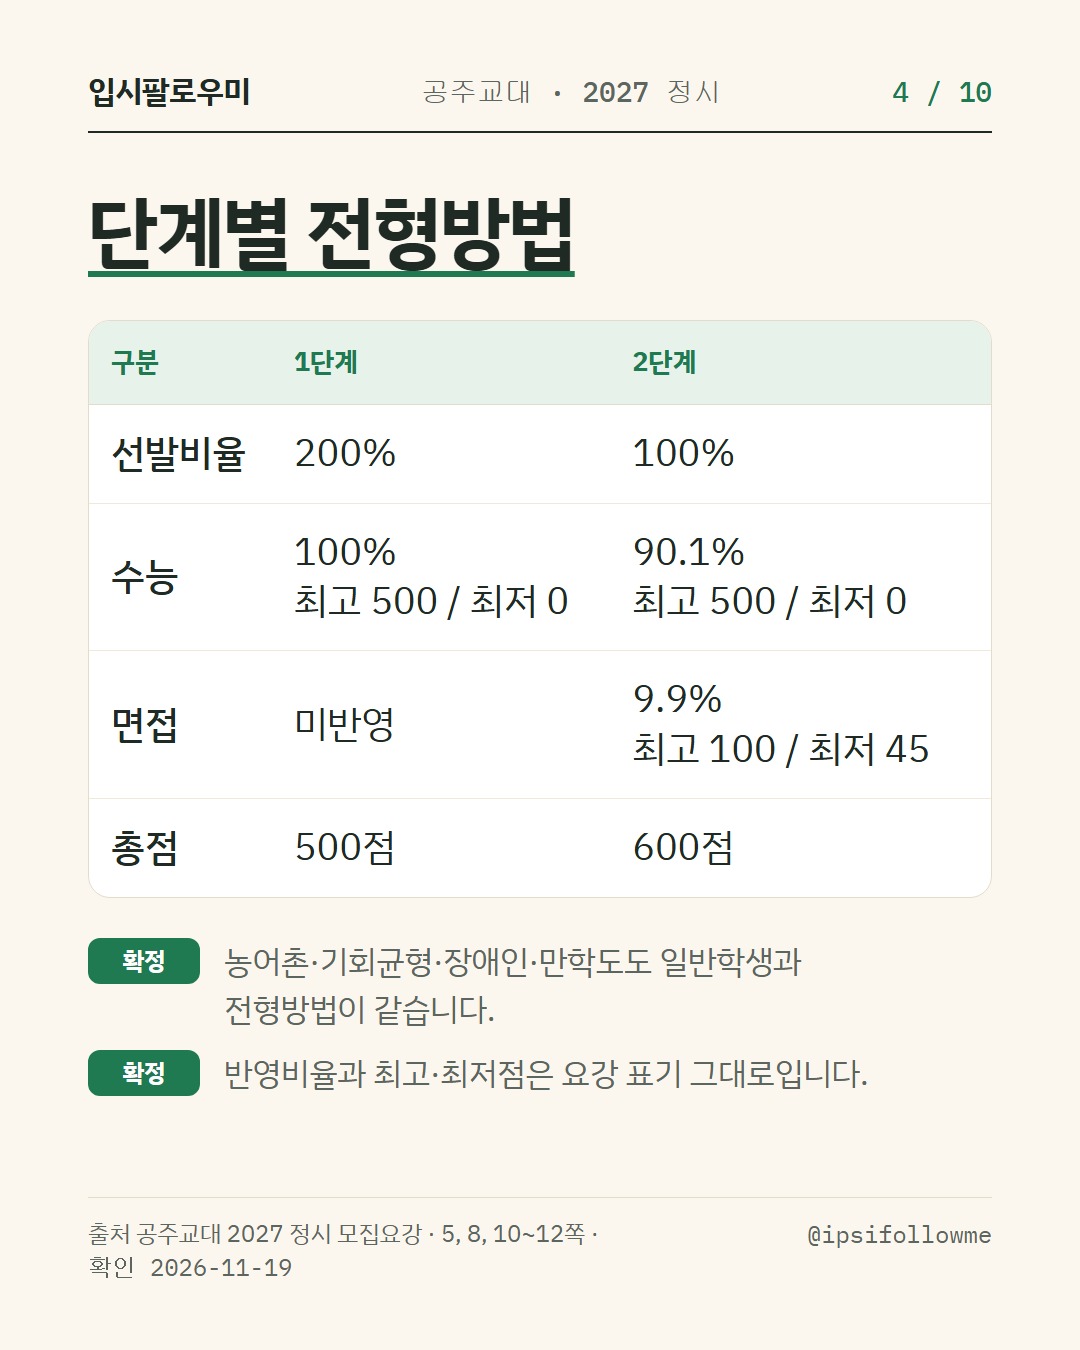 입시팔로우미
공주교대 · 2027 정시
4 / 10
단계별 전형방법
구분 1단계 2단계
선발비율 200% 100%
수능 100% 최고 500 / 최저 0 90.1% 최고 500 / 최저 0
면접 미반영 9.9% 최고 100 / 최저 45
총점 500점 600점
확정 농어촌·기회균형·장애인·만학도도 일반학생과
전형방법이 같습니다.
확정 반영비율과 최고·최저점은 요강 표기 그대로입니다.
출처 공주교대 2027 정시 모집요강 · 5, 8, 10~12쪽 ·
확인 2026-11-19
@ipsifollowme